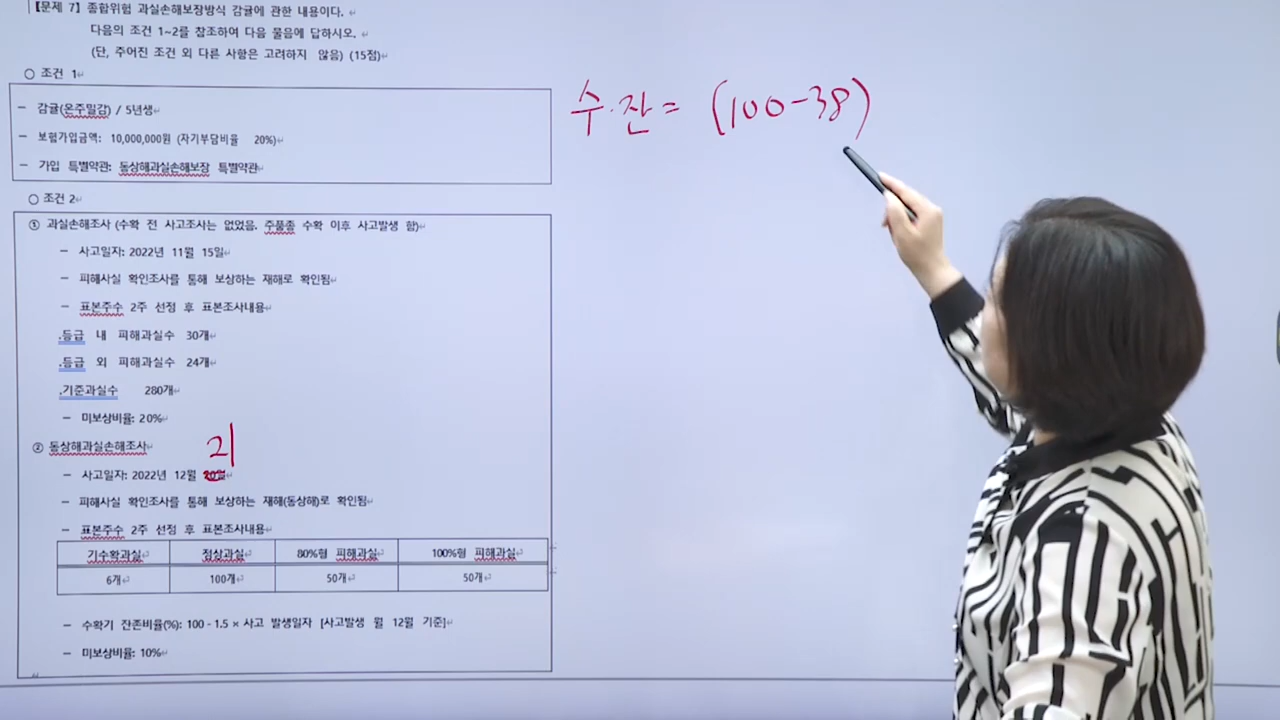 [문제 7] 종합위험 과실손해보장방식 감귤에 관한 내용이다.
다음의 조건 1~2를 참조하여 다음 물음에 답하시오.
(단, 주어진 조건 외 다른 사항은 고려하지 않음) (15점)
○ 조건 1
- 감귤(온주밀감) / 5년생
- 보험가입금액: 10,000,000원 (자기부담비율 20%)
- 가입 특별약관: 동상해과실손해보장 특별약관
수·잔= (100-38)
○ 조건 2
① 과실손해조사 (수확 전 사고조사는 없었음. 주품종 수확 이후 사고발생 함)
- 사고일자: 2022년 11월 15일
- 피해사실 확인조사를 통해 보상하는 재해로 확인됨
- 표본주수 2주 선정 후 표본조사내용
.등급 내 피해과실수 30개
.등급 외 피해과실수 24개
.기준과실수 280개
- 미보상비율: 20%
② 동상해과실손해조사
- 사고일자: 2022년 12월 20일
- 피해사실 확인조사를 통해 보상하는 재해(동상해)로 확인됨
- 표본주수 2주 선정 후 표본조사내용
기수확과실 정상과실 80%형 피해과실 100%형 피해과실
6개 100개 50개 50개
- 수확기 잔존비율(%): 100 - 1.5 × 사고 발생일자 [사고발생 월 12월 기준]
- 미보상비율: 10%